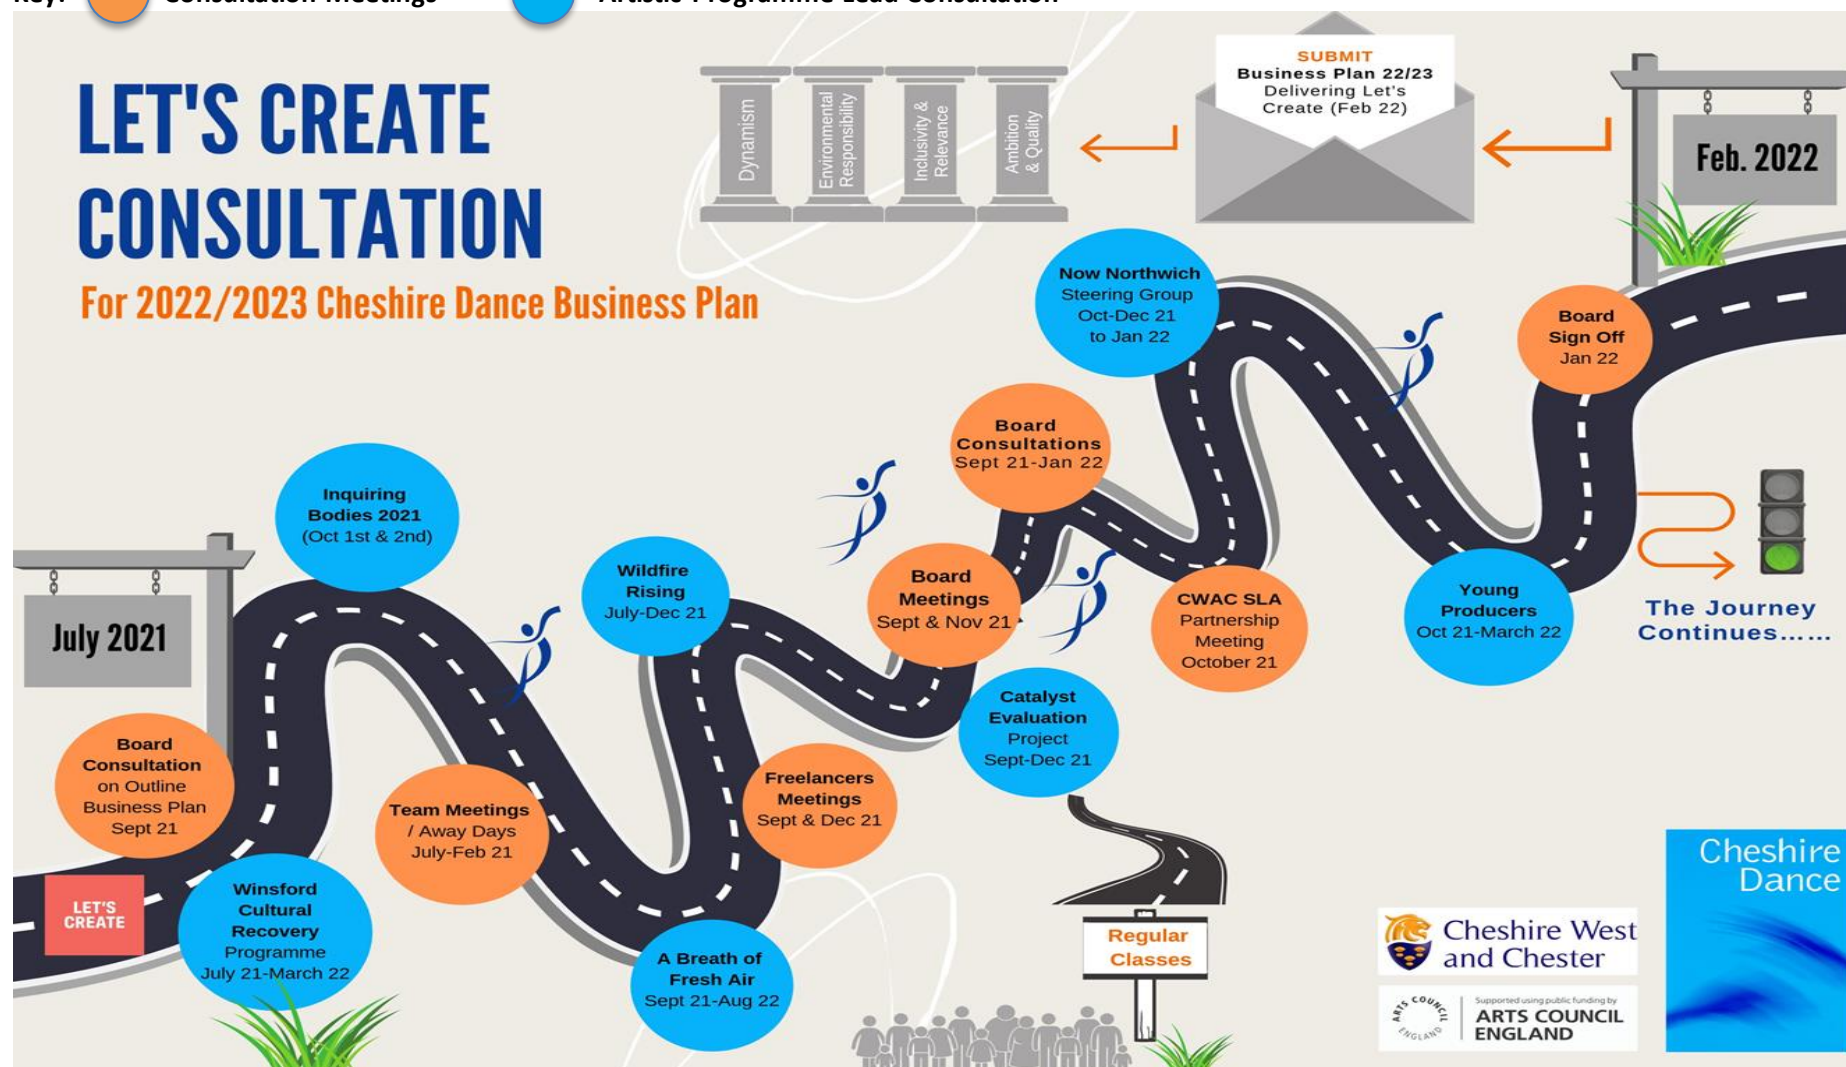 Key:
Consultation Meetings
Artistic Programme Lead Consultation
LET'S CREATE
CONSULTATION
For 2022/2023 Cheshire Dance Business Plan
Dynamism
Environmental
Responsibility
Inclusivity &
Relevance
Ambition
& Quality
SUBMIT
Business Plan 22/23
Delivering Let's
Create (Feb 22)
Feb. 2022
Now Northwich
Steering Group
Oct-Dec 21
to Jan 22
Board
Sign Off
Jan 22
Board
Consultations
Sept 21-Jan 22
Inquiring
Bodies 2021
(Oct 1st & 2nd)
Wildfire
Rising
July-Dec 21
Board
Meetings
Sept & Nov 21
CWAC SLA
Partnership
Meeting
October 21
Young
Producers
Oct 21-March 22
The Journey
Continues......
July 2021
Board
Consultation
on Outline
Business Plan
Sept 21
Team Meetings
/ Away Days
July-Feb 21
Freelancers
Meetings
Sept & Dec 21
Catalyst
Evaluation
Project
Sept-Dec 21
LET'S
CREATE
Winsford
Cultural
Recovery
Programme
July 21-March 22
A Breath of
Fresh Air
Sept 21-Aug 22
Regular
Classes
Cheshire West
and Chester
ARTS COUNCIL
ENGLAND
Supported using public funding by
ARTS COUNCIL
ENGLAND
Cheshire
Dance